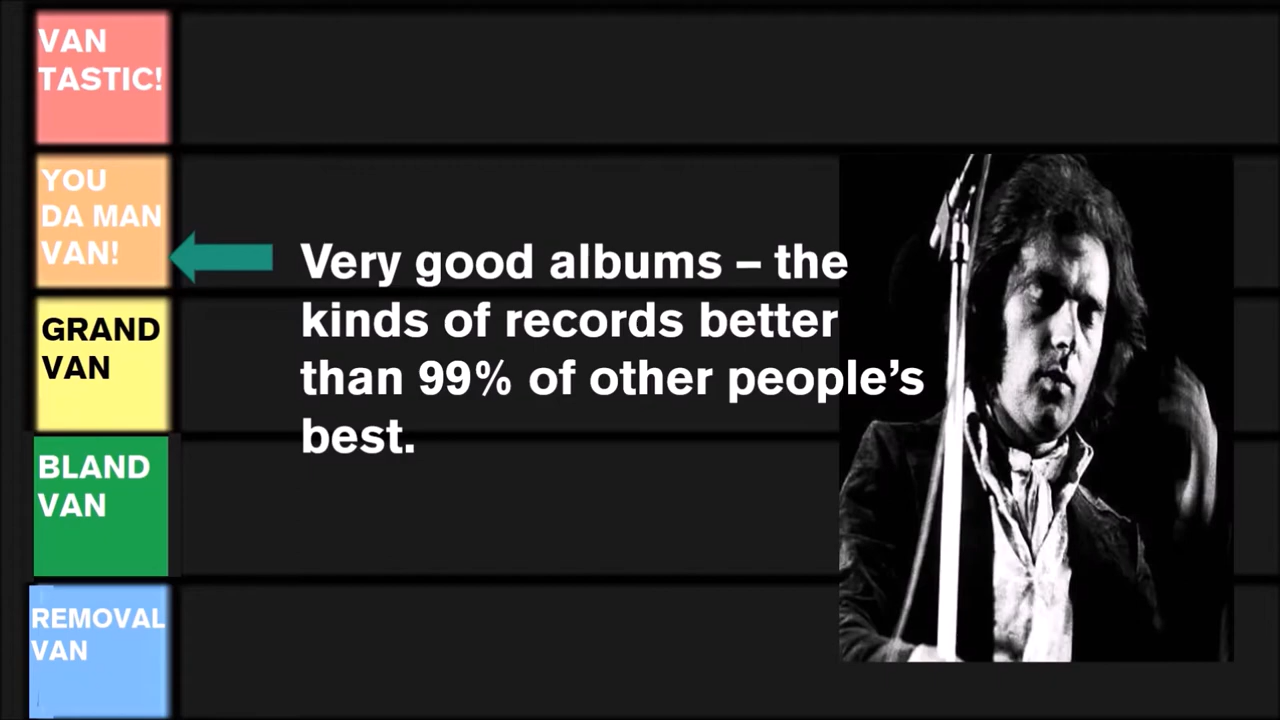 VAN
TASTIC!
YOU
DA MAN
VAN!
Very good albums – the
kinds of records better
than 99% of other people’s
best.
GRAND
VAN
BLAND
VAN
REMOVAL
VAN